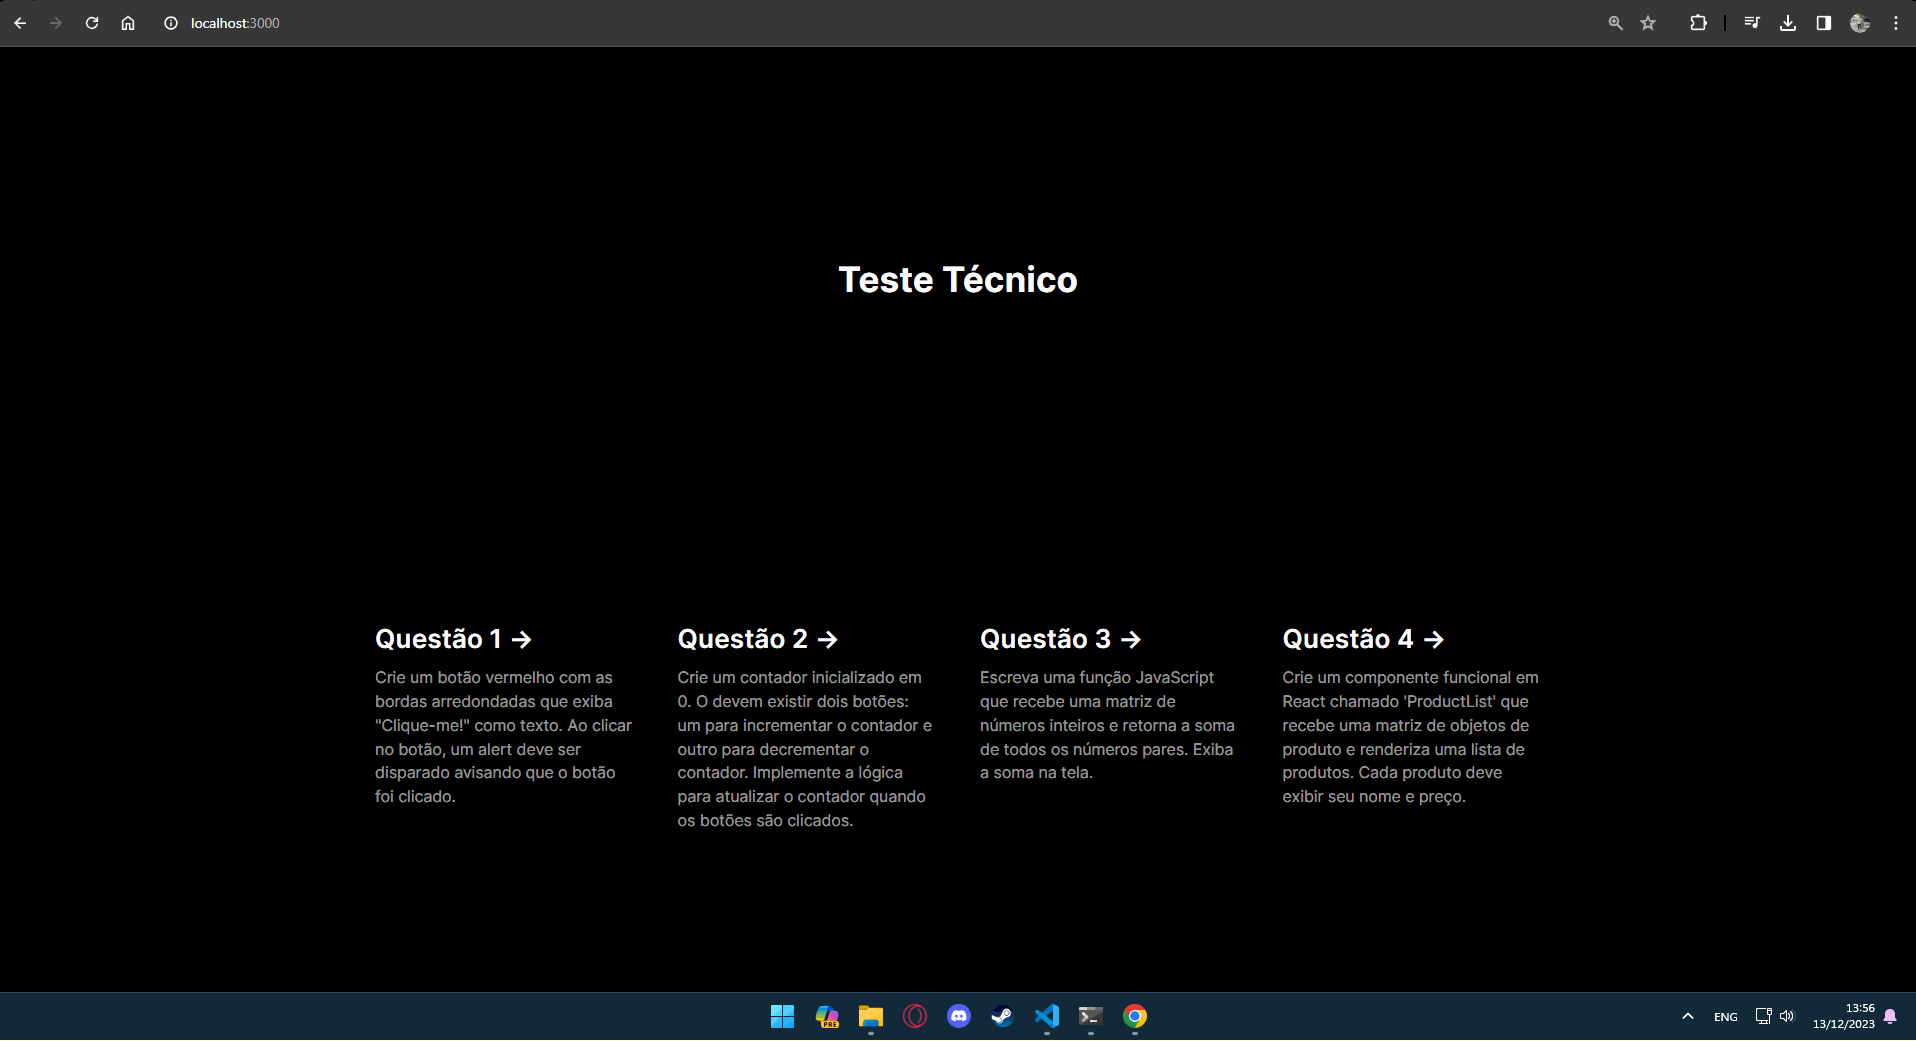 localhost:3000
Teste Técnico
Questão 1 →
Crie um botão vermelho com as
bordas arredondadas que exiba
"Clique-me!" como texto. Ao clicar
no botão, um alert deve ser
disparado avisando que o botão
foi clicado.
Questão 2 →
Crie um contador inicializado em
0. O devem existir dois botões:
um para incrementar o contador e
outro para decrementar o
contador. Implemente a lógica
para atualizar o contador quando
os botões são clicados.
Questão 3 →
Escreva uma função JavaScript
que recebe uma matriz de
números inteiros e retorna a soma
de todos os números pares. Exiba
a soma na tela.
Questão 4 →
Crie um componente funcional em
React chamado 'ProductList' que
recebe uma matriz de objetos de
produto e renderiza uma lista de
produtos. Cada produto deve
exibir seu nome e preço.
PRE
ENG
13:56
13/12/2023